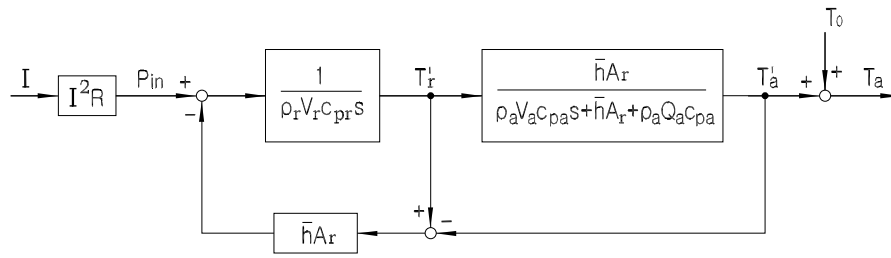 I
I²R
Pin
+
−
1
ρrVrcprs
T'r
h̄Ar
ρaVacpas+h̄Ar+ρaQacpa
T'a
T0
+
+
Ta
+
−
h̄Ar